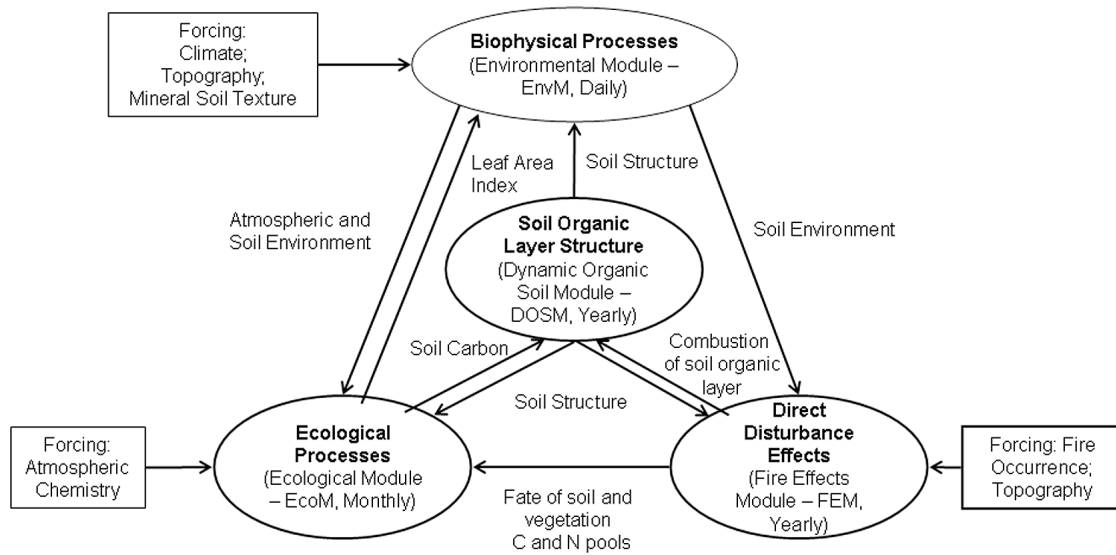 Forcing:
Climate;
Topography;
Mineral Soil Texture
Biophysical Processes
(Environmental Module –
EnvM, Daily)
Leaf Area
Index
Soil Structure
Atmospheric and
Soil Environment
Soil Organic
Layer Structure
(Dynamic Organic
Soil Module –
DOSM, Yearly)
Soil Environment
Soil Carbon
Combustion
of soil organic
layer
Soil Structure
Forcing:
Atmospheric
Chemistry
Ecological
Processes
(Ecological Module
– EcoM, Monthly)
Direct
Disturbance
Effects
(Fire Effects
Module – FEM,
Yearly)
Forcing: Fire
Occurrence;
Topography
Fate of soil and
vegetation
C and N pools